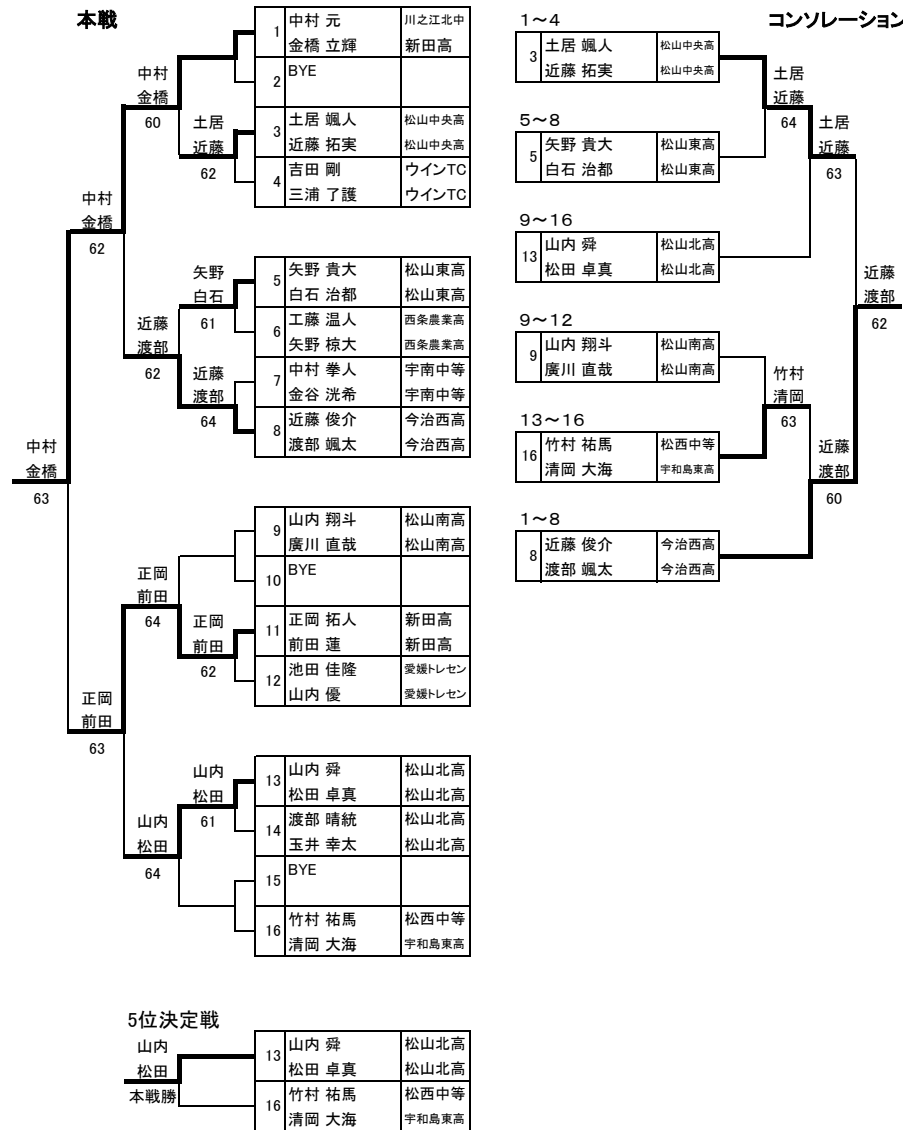 本戦
1 中村 元 川之江北中
金橋 立輝 新田高
2 BYE
3 土居 颯人 松山中央高
近藤 拓実 松山中央高
4 吉田 剛 ウインTC
三浦 了護 ウインTC
5 矢野 貴大 松山東高
白石 治都 松山東高
6 工藤 温人 西条農業高
矢野 椋大 西条農業高
7 中村 拳人 宇南中等
金谷 洸希 宇南中等
8 近藤 俊介 今治西高
渡部 颯太 今治西高
9 山内 翔斗 松山南高
廣川 直哉 松山南高
10 BYE
11 正岡 拓人 新田高
前田 蓮 新田高
12 池田 佳隆 愛媛トレセン
山内 優 愛媛トレセン
13 山内 舜 松山北高
松田 卓真 松山北高
14 渡部 晴統 松山北高
玉井 幸太 松山北高
15 BYE
16 竹村 祐馬 松西中等
清岡 大海 宇和島東高
土居
近藤
62
矢野
白石
61
近藤
渡部
64
正岡
前田
62
山内
松田
61
中村
金橋
60
近藤
渡部
62
正岡
前田
64
山内
松田
64
中村
金橋
62
正岡
前田
63
中村
金橋
63
5位決定戦
13 山内 舜 松山北高
松田 卓真 松山北高
16 竹村 祐馬 松西中等
清岡 大海 宇和島東高
山内
松田
本戦勝
コンソレーション
1～4
3 土居 颯人 松山中央高
近藤 拓実 松山中央高
5～8
5 矢野 貴大 松山東高
白石 治都 松山東高
9～16
13 山内 舜 松山北高
松田 卓真 松山北高
9～12
9 山内 翔斗 松山南高
廣川 直哉 松山南高
13～16
16 竹村 祐馬 松西中等
清岡 大海 宇和島東高
1～8
8 近藤 俊介 今治西高
渡部 颯太 今治西高
土居
近藤
64
竹村
清岡
63
土居
近藤
63
近藤
渡部
60
近藤
渡部
62